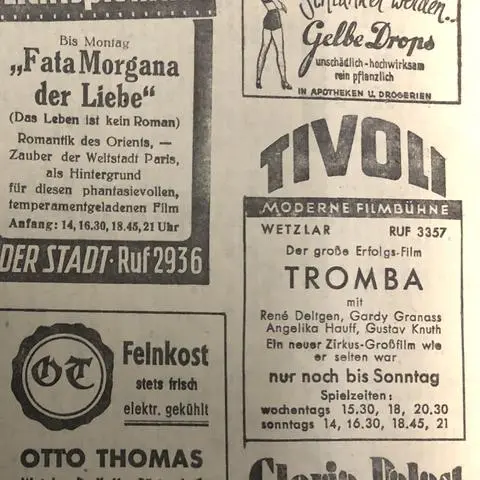 Bis Montag
„Fata Morgana
der Liebe“
(Das Leben ist kein Roman)
Romantik des Orients, —
Zauber der Weltstadt Paris,
als Hintergrund
für diesen phantasievollen,
temperamentgeladenen Film
Anfang: 14, 16.30, 18.45, 21 Uhr
DER STADT · Ruf 2936
OT
Feinkost
stets frisch
elektr. gekühlt
OTTO THOMAS
Schlanker werden..
Gelbe Drops
unschädlich - hochwirksam
rein pflanzlich
IN APOTHEKEN U. DROGERIEN
TIVOLI
MODERNE FILMBÜHNE
WETZLAR RUF 3357
Der große Erfolgs-Film
TROMBA
mit
René Deltgen, Gardy Granass
Angelika Hauff, Gustav Knuth
Ein neuer Zirkus-Großfilm wie
er selten war
nur noch bis Sonntag
Spielzeiten:
wochentags 15.30, 18, 20.30
sonntags 14, 16.30, 18.45, 21